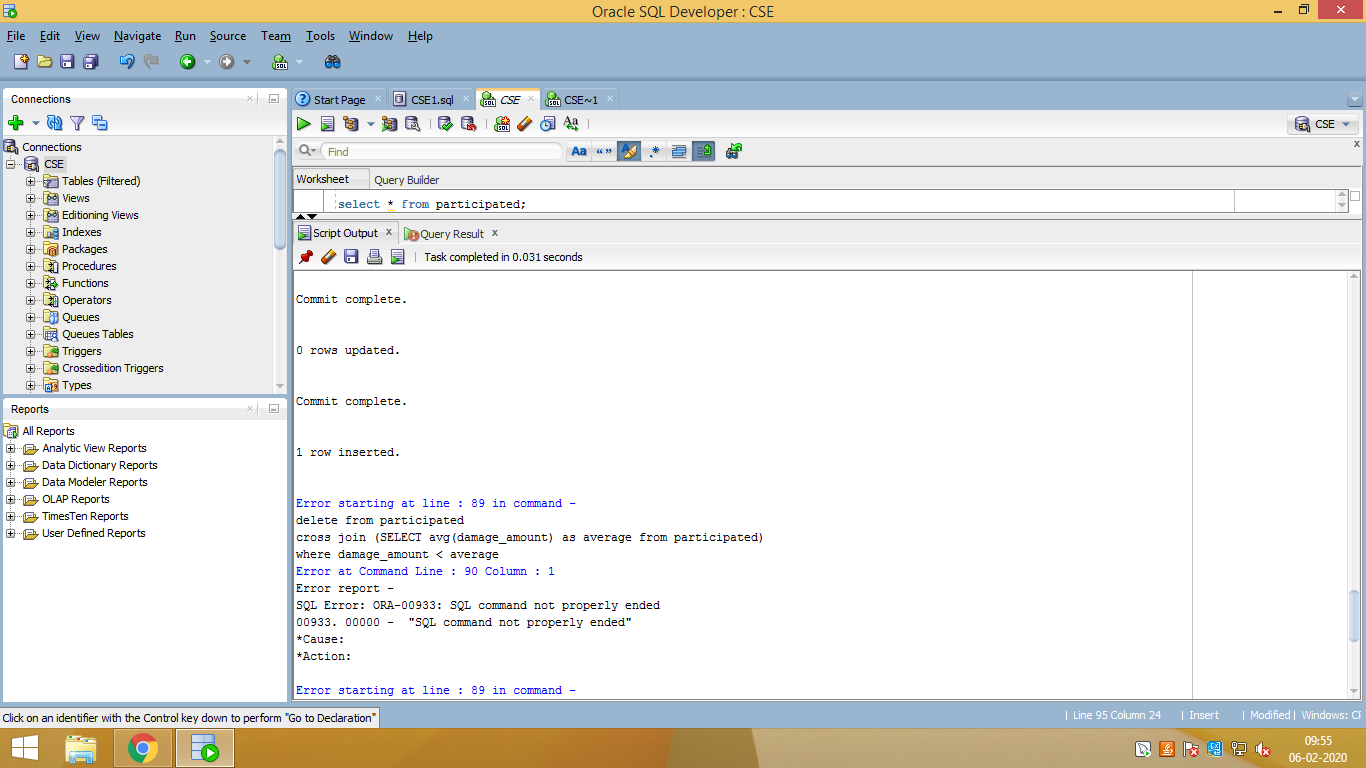 Oracle SQL Developer : CSE
File Edit View Navigate Run Source Team Tools Window Help
Connections
Start Page CSE1.sql CSE CSE~1
CSE
Find
Aa “ ” .*
Connections
CSE
Tables (Filtered)
Views
Editioning Views
Indexes
Packages
Procedures
Functions
Operators
Queues
Queues Tables
Triggers
Crossedition Triggers
Types
Reports
All Reports
Analytic View Reports
Data Dictionary Reports
Data Modeler Reports
OLAP Reports
TimesTen Reports
User Defined Reports
Worksheet Query Builder
select * from participated;
Script Output x Query Result x
Task completed in 0.031 seconds
Commit complete.
0 rows updated.
Commit complete.
1 row inserted.
Error starting at line : 89 in command -
delete from participated
cross join (SELECT avg(damage_amount) as average from participated)
where damage_amount < average
Error at Command Line : 90 Column : 1
Error report -
SQL Error: ORA-00933: SQL command not properly ended
00933. 00000 -  "SQL command not properly ended"
*Cause:
*Action:
Error starting at line : 89 in command -
Click on an identifier with the Control key down to perform "Go to Declaration"
| Line 95 Column 24 | Insert | Modified | Windows: CF
09:55
06-02-2020